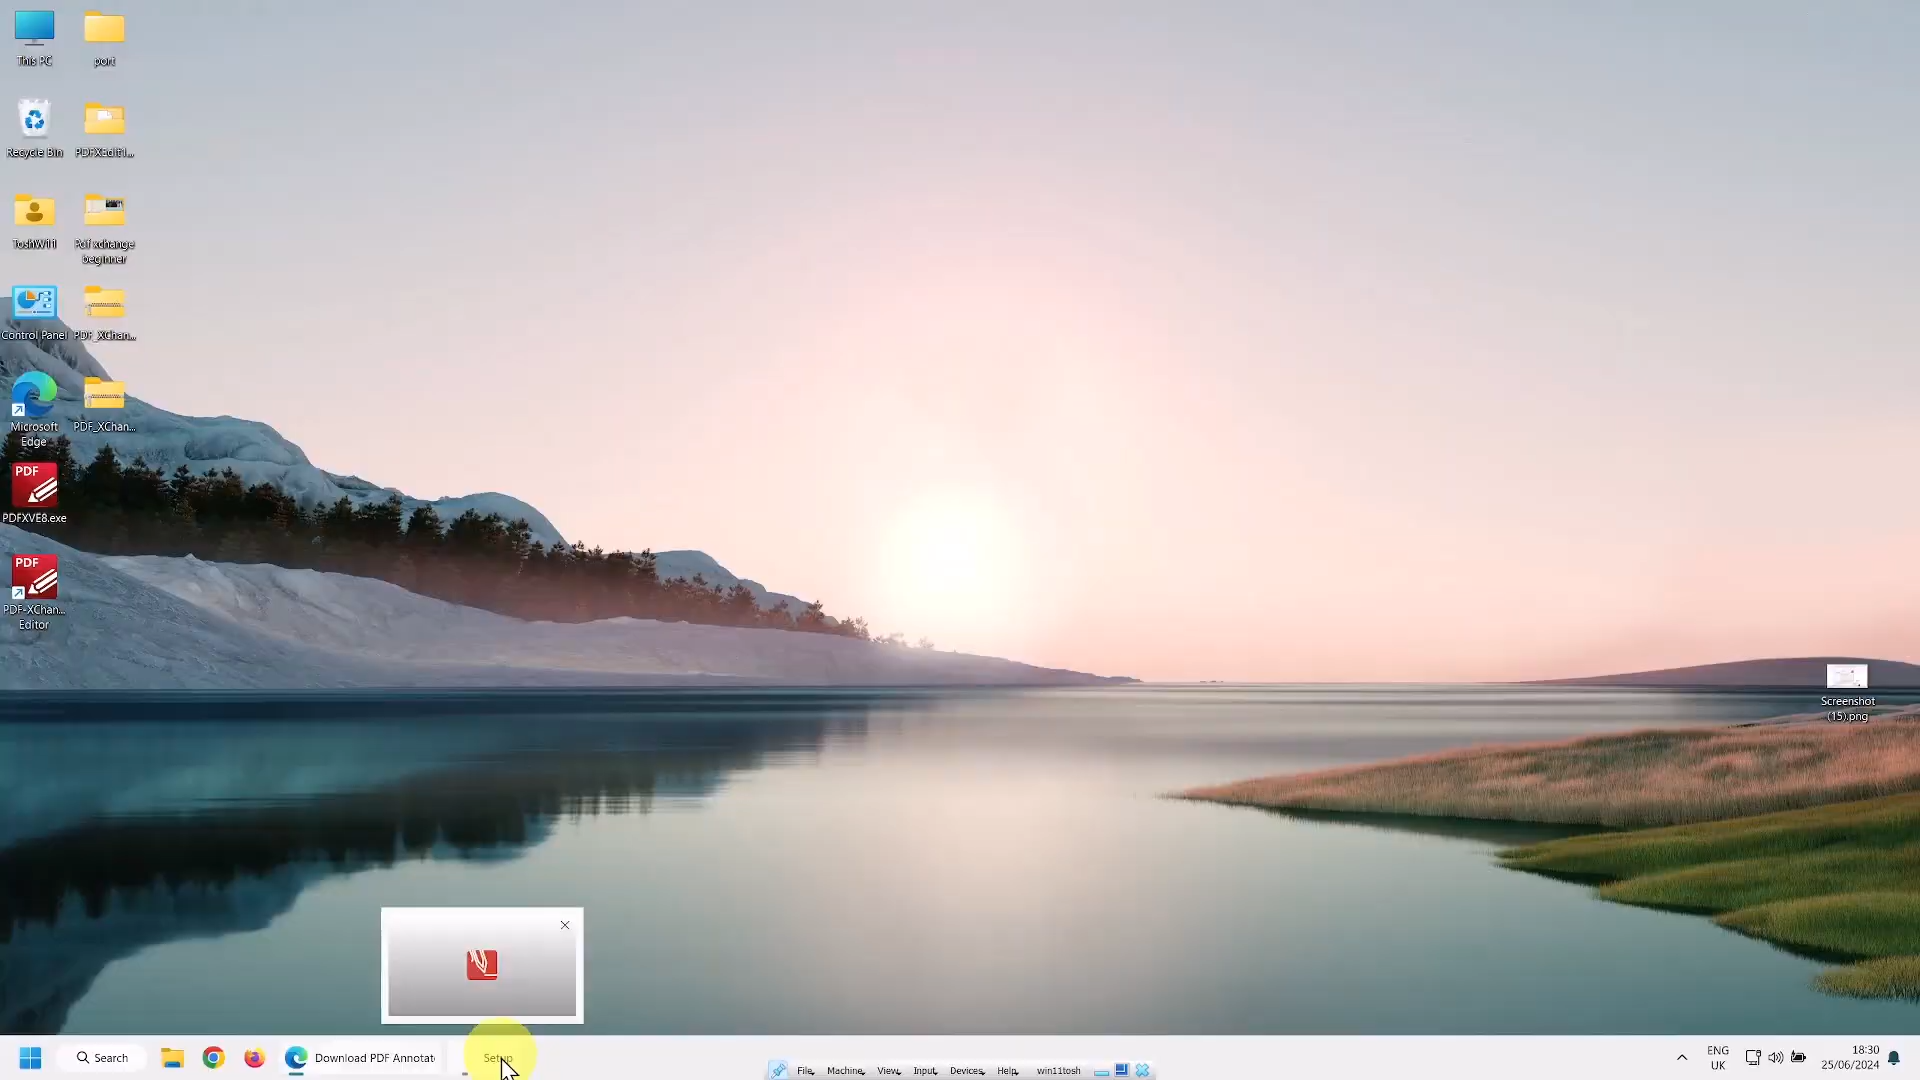 This PC
port
Recycle Bin
PDFXEdit1...
ToshW11
Pdf xchange
beginner
Control Panel
PDF_XChan...
Microsoft
Edge
PDF_XChan...
PDF
PDFXVE8.exe
PDF
PDF-XChan...
Editor
Screenshot
(15).png
Search
Download PDF Annotat
Setup
File
Machine
View
Input
Devices
Help
win11tosh
ENG
UK
18:30
25/06/2024